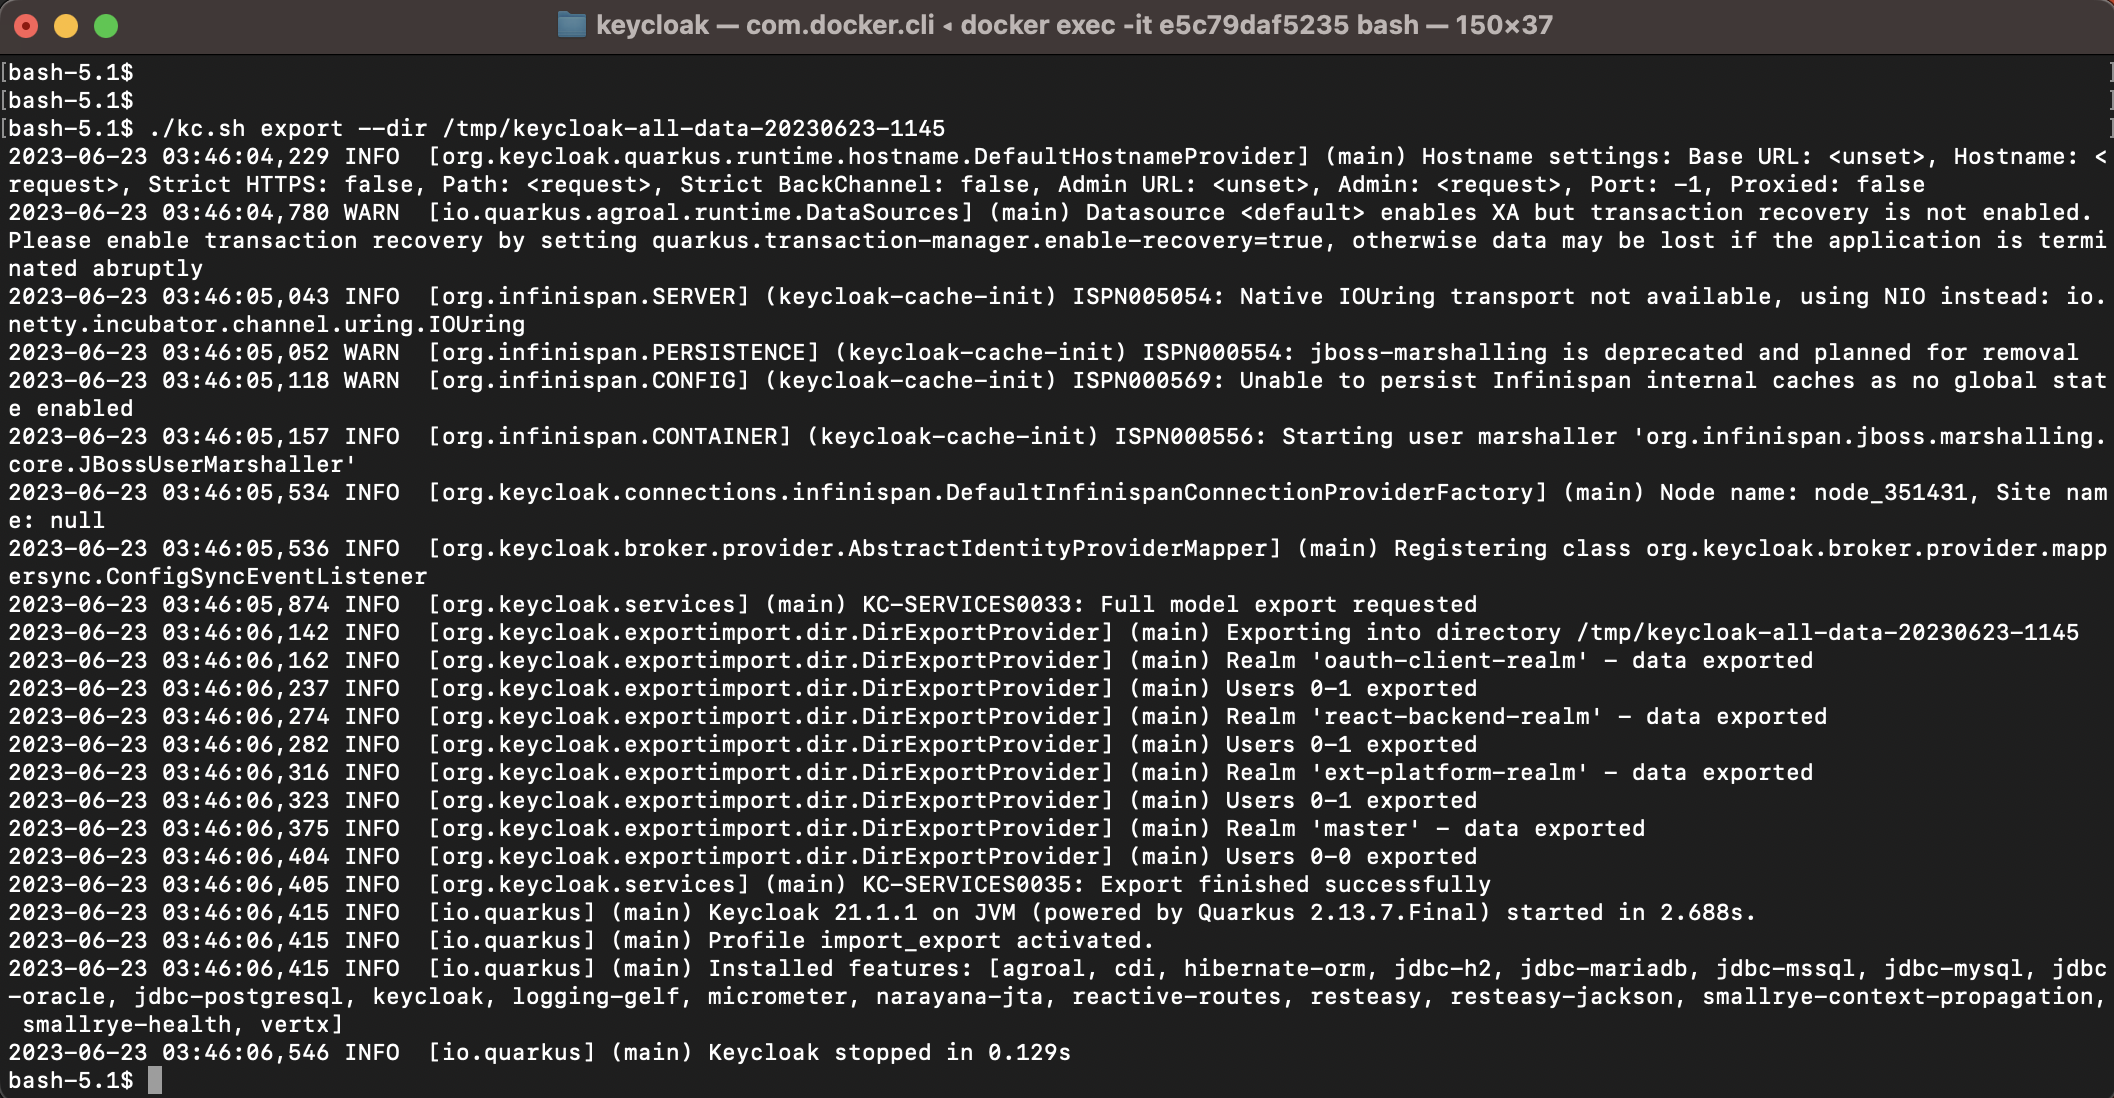 keycloak — com.docker.cli ◂ docker exec -it e5c79daf5235 bash — 150×37
[bash-5.1$ ]
[bash-5.1$ ]
[bash-5.1$ ./kc.sh export --dir /tmp/keycloak-all-data-20230623-1145 ]
2023-06-23 03:46:04,229 INFO  [org.keycloak.quarkus.runtime.hostname.DefaultHostnameProvider] (main) Hostname settings: Base URL: <unset>, Hostname: <
request>, Strict HTTPS: false, Path: <request>, Strict BackChannel: false, Admin URL: <unset>, Admin: <request>, Port: -1, Proxied: false
2023-06-23 03:46:04,780 WARN  [io.quarkus.agroal.runtime.DataSources] (main) Datasource <default> enables XA but transaction recovery is not enabled. 
Please enable transaction recovery by setting quarkus.transaction-manager.enable-recovery=true, otherwise data may be lost if the application is termi
nated abruptly
2023-06-23 03:46:05,043 INFO  [org.infinispan.SERVER] (keycloak-cache-init) ISPN005054: Native IOUring transport not available, using NIO instead: io.
netty.incubator.channel.uring.IOUring
2023-06-23 03:46:05,052 WARN  [org.infinispan.PERSISTENCE] (keycloak-cache-init) ISPN000554: jboss-marshalling is deprecated and planned for removal
2023-06-23 03:46:05,118 WARN  [org.infinispan.CONFIG] (keycloak-cache-init) ISPN000569: Unable to persist Infinispan internal caches as no global stat
e enabled
2023-06-23 03:46:05,157 INFO  [org.infinispan.CONTAINER] (keycloak-cache-init) ISPN000556: Starting user marshaller 'org.infinispan.jboss.marshalling.
core.JBossUserMarshaller'
2023-06-23 03:46:05,534 INFO  [org.keycloak.connections.infinispan.DefaultInfinispanConnectionProviderFactory] (main) Node name: node_351431, Site nam
e: null
2023-06-23 03:46:05,536 INFO  [org.keycloak.broker.provider.AbstractIdentityProviderMapper] (main) Registering class org.keycloak.broker.provider.mapp
ersync.ConfigSyncEventListener
2023-06-23 03:46:05,874 INFO  [org.keycloak.services] (main) KC-SERVICES0033: Full model export requested
2023-06-23 03:46:06,142 INFO  [org.keycloak.exportimport.dir.DirExportProvider] (main) Exporting into directory /tmp/keycloak-all-data-20230623-1145
2023-06-23 03:46:06,162 INFO  [org.keycloak.exportimport.dir.DirExportProvider] (main) Realm 'oauth-client-realm' - data exported
2023-06-23 03:46:06,237 INFO  [org.keycloak.exportimport.dir.DirExportProvider] (main) Users 0-1 exported
2023-06-23 03:46:06,274 INFO  [org.keycloak.exportimport.dir.DirExportProvider] (main) Realm 'react-backend-realm' - data exported
2023-06-23 03:46:06,282 INFO  [org.keycloak.exportimport.dir.DirExportProvider] (main) Users 0-1 exported
2023-06-23 03:46:06,316 INFO  [org.keycloak.exportimport.dir.DirExportProvider] (main) Realm 'ext-platform-realm' - data exported
2023-06-23 03:46:06,323 INFO  [org.keycloak.exportimport.dir.DirExportProvider] (main) Users 0-1 exported
2023-06-23 03:46:06,375 INFO  [org.keycloak.exportimport.dir.DirExportProvider] (main) Realm 'master' - data exported
2023-06-23 03:46:06,404 INFO  [org.keycloak.exportimport.dir.DirExportProvider] (main) Users 0-0 exported
2023-06-23 03:46:06,405 INFO  [org.keycloak.services] (main) KC-SERVICES0035: Export finished successfully
2023-06-23 03:46:06,415 INFO  [io.quarkus] (main) Keycloak 21.1.1 on JVM (powered by Quarkus 2.13.7.Final) started in 2.688s. 
2023-06-23 03:46:06,415 INFO  [io.quarkus] (main) Profile import_export activated. 
2023-06-23 03:46:06,415 INFO  [io.quarkus] (main) Installed features: [agroal, cdi, hibernate-orm, jdbc-h2, jdbc-mariadb, jdbc-mssql, jdbc-mysql, jdbc
-oracle, jdbc-postgresql, keycloak, logging-gelf, micrometer, narayana-jta, reactive-routes, resteasy, resteasy-jackson, smallrye-context-propagation,
 smallrye-health, vertx]
2023-06-23 03:46:06,546 INFO  [io.quarkus] (main) Keycloak stopped in 0.129s
bash-5.1$